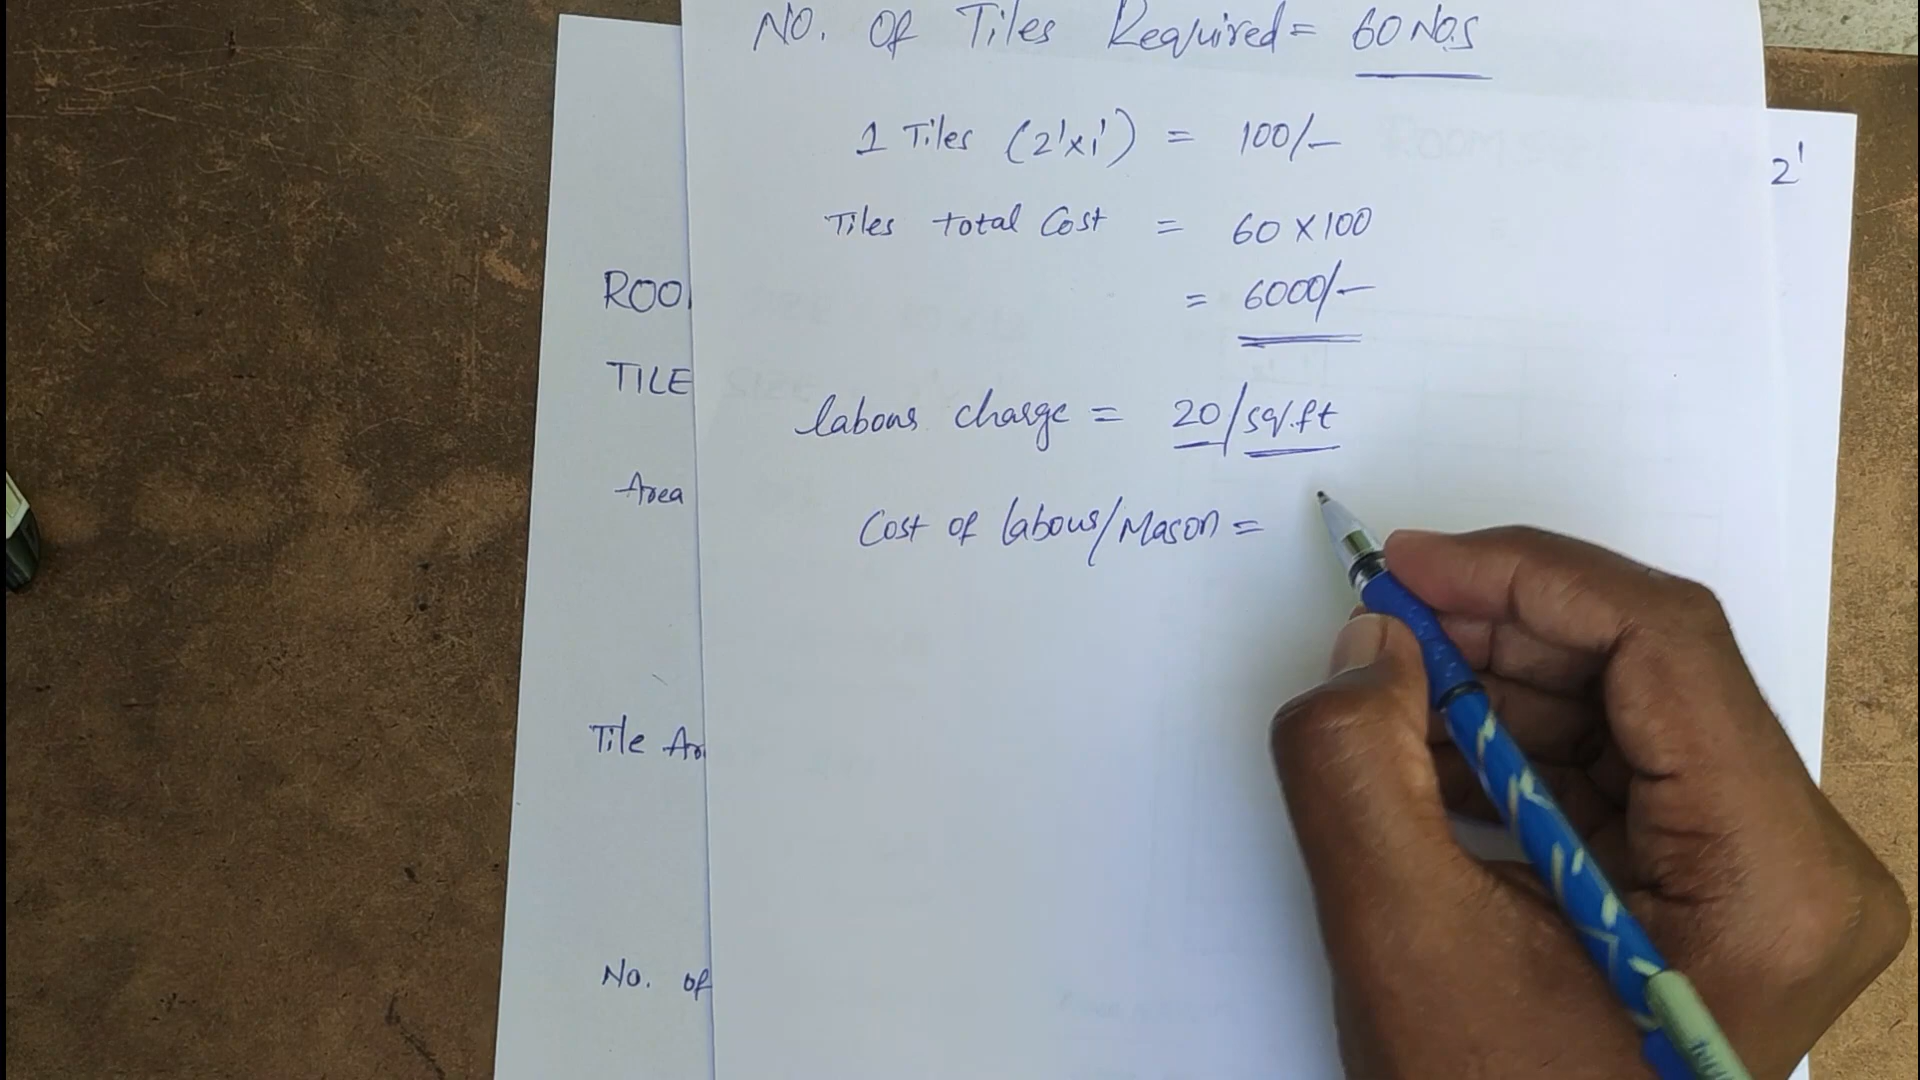 NO. Of Tiles Required = 60 Nos
1 Tiles (2'x1') = 100/-
2'
Tiles total Cost = 60 x 100
= 6000/-
ROO
TILE
labour charge = 20/sq.ft
Area
Cost of labour/Mason =
Tile Ar
No. of